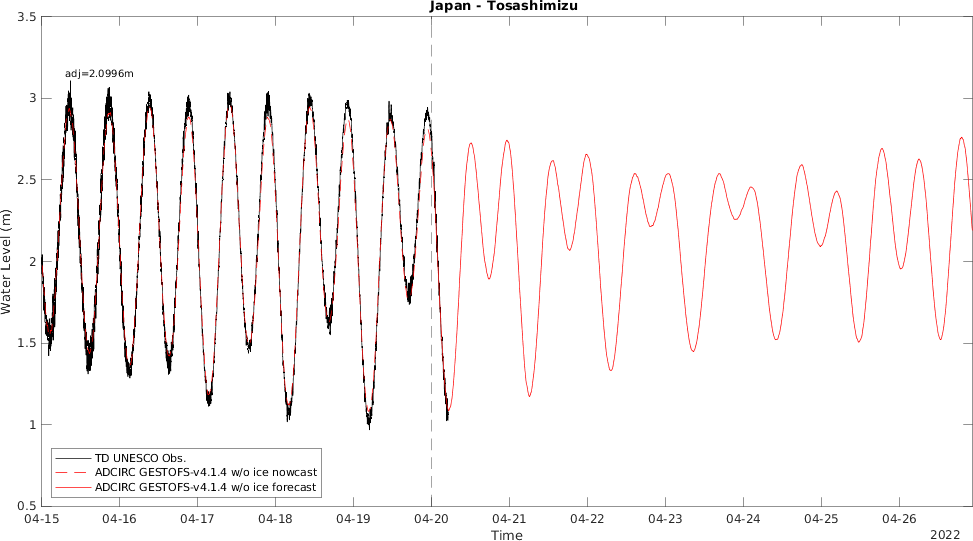 Japan - Tosashimizu
3.5
adj=2.0996m
3
2.5
2
1.5
1
0.5
Water Level (m)
TD UNESCO Obs.
ADCIRC GESTOFS-v4.1.4 w/o ice nowcast
ADCIRC GESTOFS-v4.1.4 w/o ice forecast
04-15 04-16 04-17 04-18 04-19 04-20 04-21 04-22 04-23 04-24 04-25 04-26
Time
2022